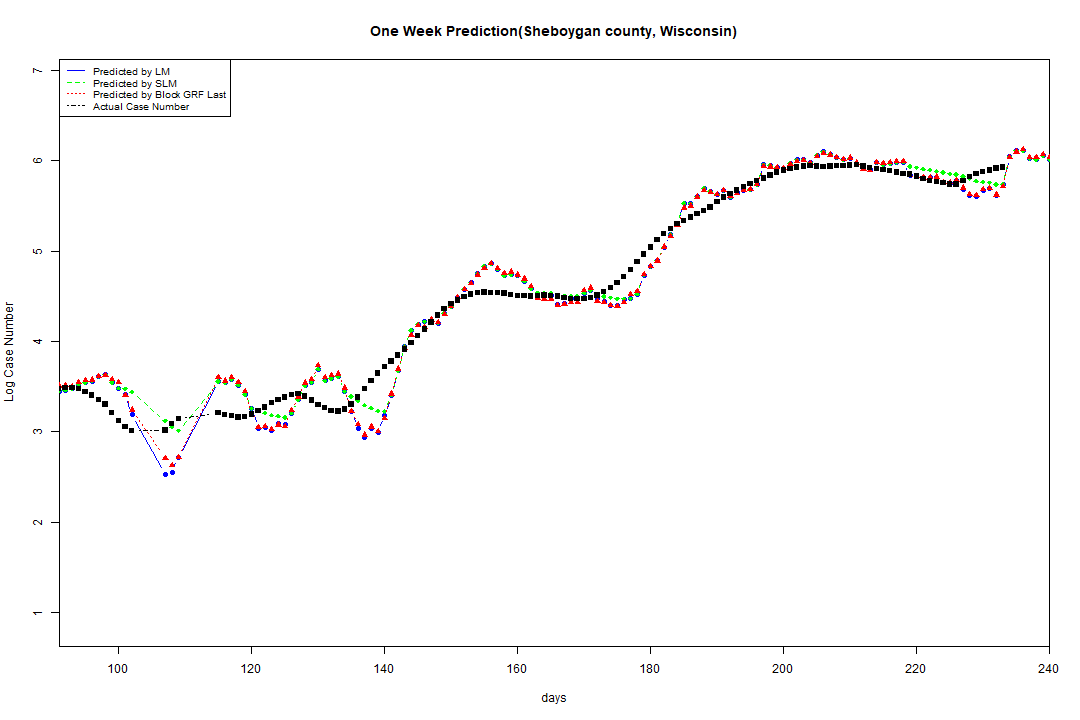 One Week Prediction(Sheboygan county, Wisconsin)
Predicted by LM
Predicted by SLM
Predicted by Block GRF Last
Actual Case Number
7
6
5
4
3
2
1
Log Case Number
100 120 140 160 180 200 220 240
days